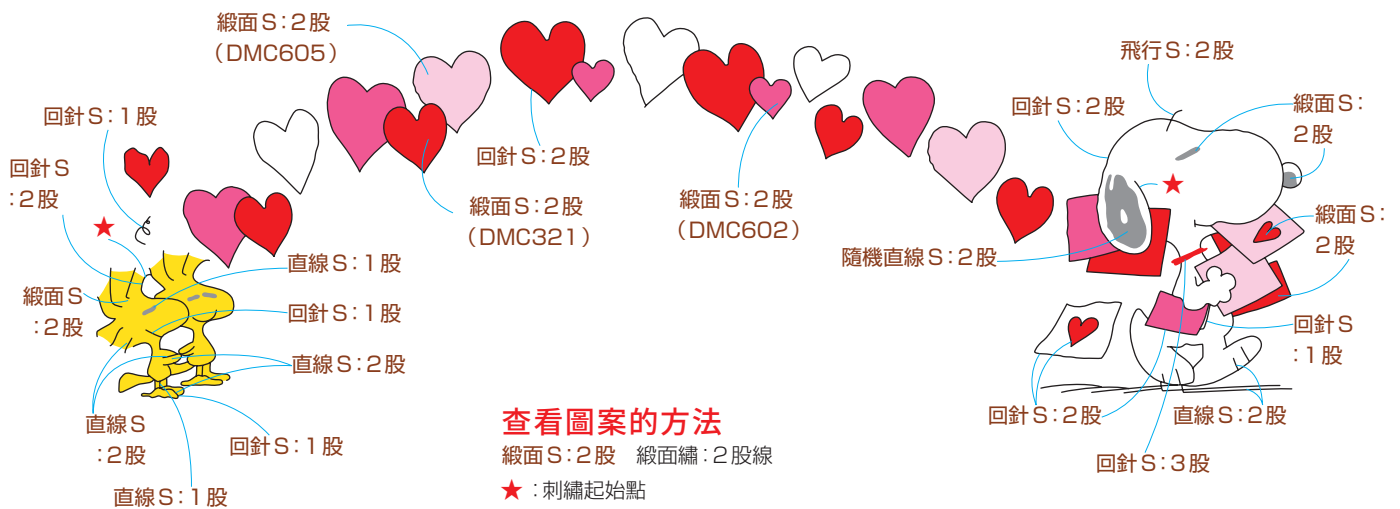 緞面S：2股
（DMC605）
飛行S：2股
回針S：2股
緞面S：
2股
回針S：1股
回針S
：2股
回針S：2股
緞面S：2股
（DMC321）
緞面S：2股
（DMC602）
緞面S：
2股
隨機直線S：2股
直線S：1股
緞面S
：2股
回針S：1股
回針S
：1股
直線S：2股
直線S
：2股
回針S：1股
直線S：1股
回針S：2股
直線S：2股
回針S：3股
查看圖案的方法
緞面S：2股 緞面繡：2股線
★：刺繡起始點